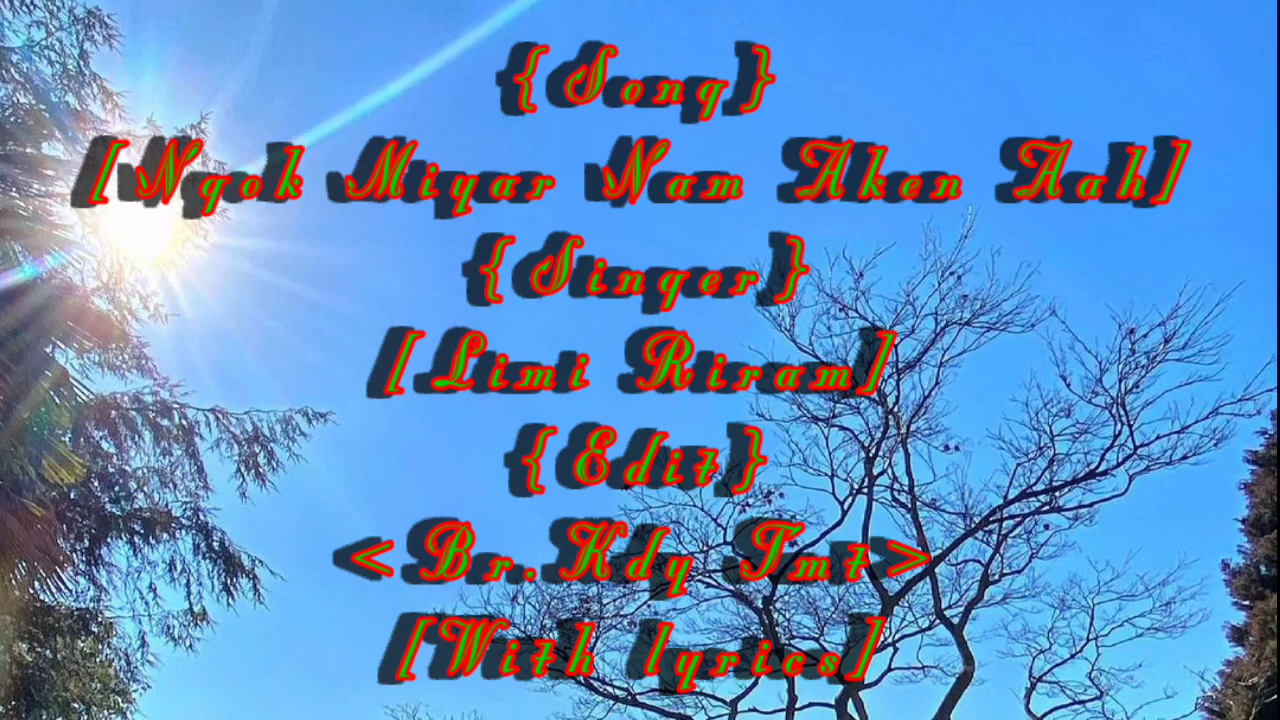 {Song}
[Ngok Miyar Nam Aken Aah]
{Singer}
[Limi Riram]
{Edit}
<Br.Kdy Tmt>
[With lyrics]